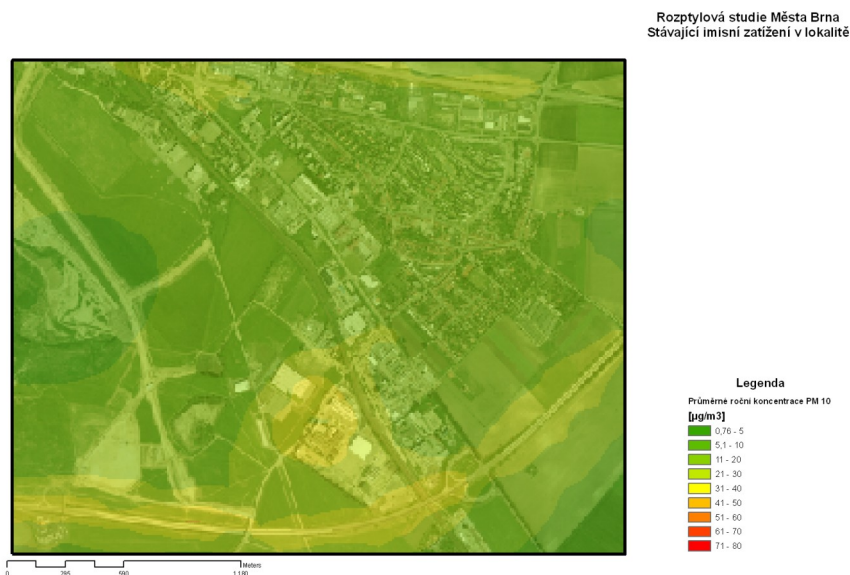 Rozptylová studie Města Brna
Stávající imisní zatížení v lokalitě
Legenda
Průměrné roční koncentrace PM 10
[µg/m3]
0,76 - 5
5,1 - 10
11 - 20
21 - 30
31 - 40
41 - 50
51 - 60
61 - 70
71 - 80
Meters
0 295 590 1 180